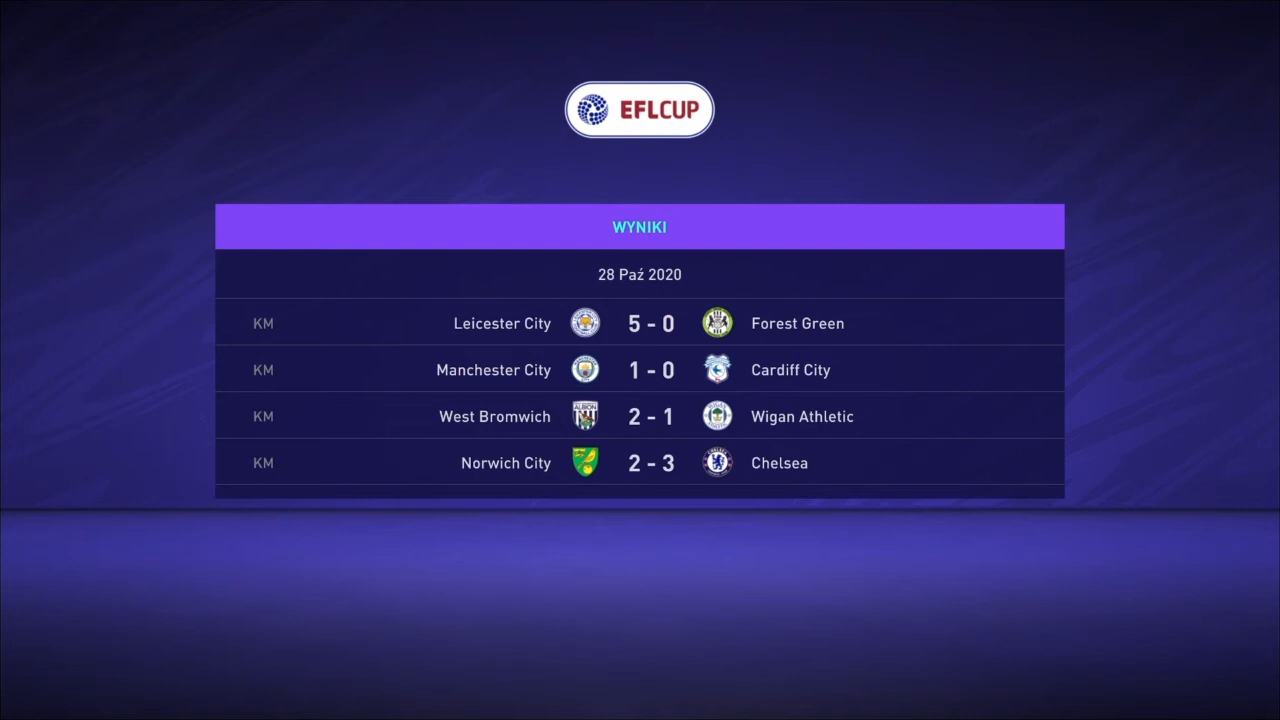 EFLCUP
WYNIKI
28 Paź 2020
KM Leicester City 5 - 0 Forest Green
KM Manchester City 1 - 0 Cardiff City
KM West Bromwich 2 - 1 Wigan Athletic
KM Norwich City 2 - 3 Chelsea